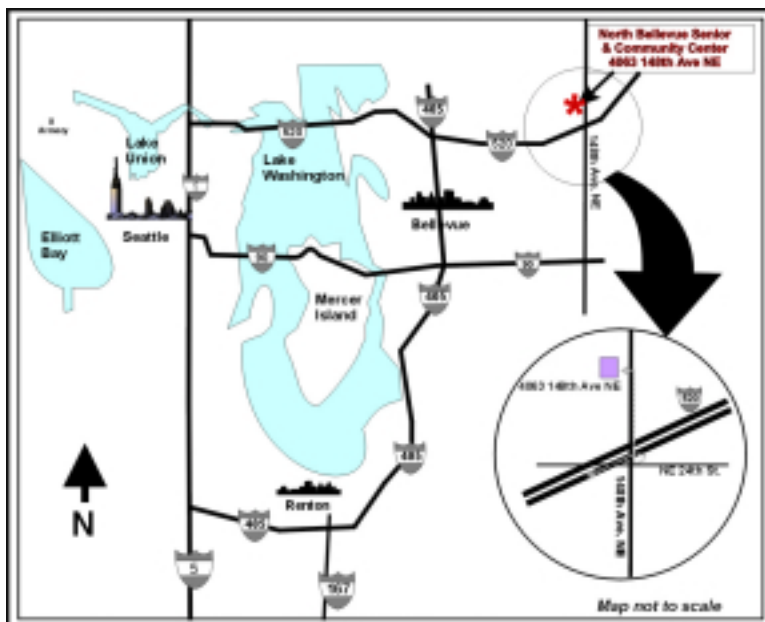 North Bellevue Senior
& Community Center
4063 148th Ave NE
405
Armory
Lake
Union
520
520
Lake
Washington
148th Ave, NE
5
Bellevue
Elliott
Bay
Seattle
90
90
Mercer
Island
405
4063 148th Ave NE
520
405
NE 24th St.
N
Renton
405
148th Ave, NE
5
167
Map not to scale